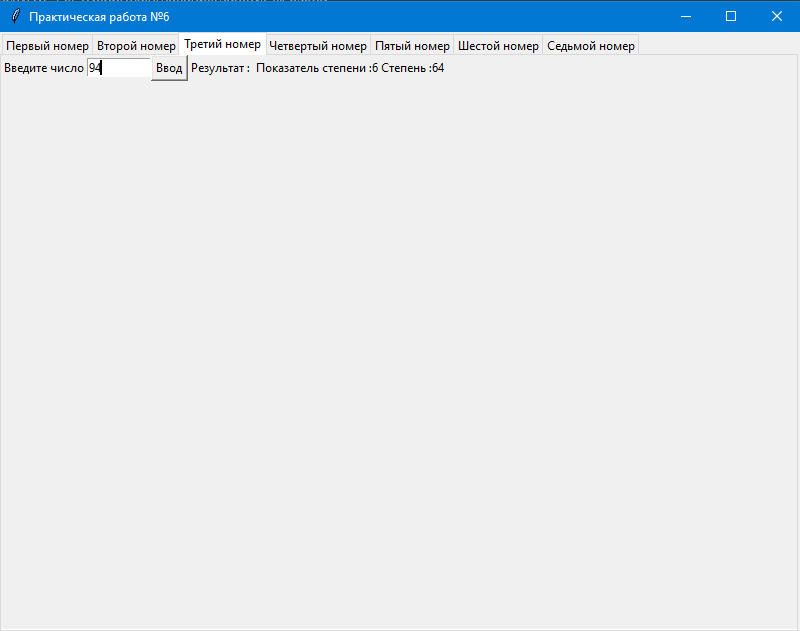 Практическая работа №6
Первый номер Второй номер Третий номер Четвертый номер Пятый номер Шестой номер Седьмой номер
Введите число 94 Ввод Результат : Показатель степени :6 Степень :64